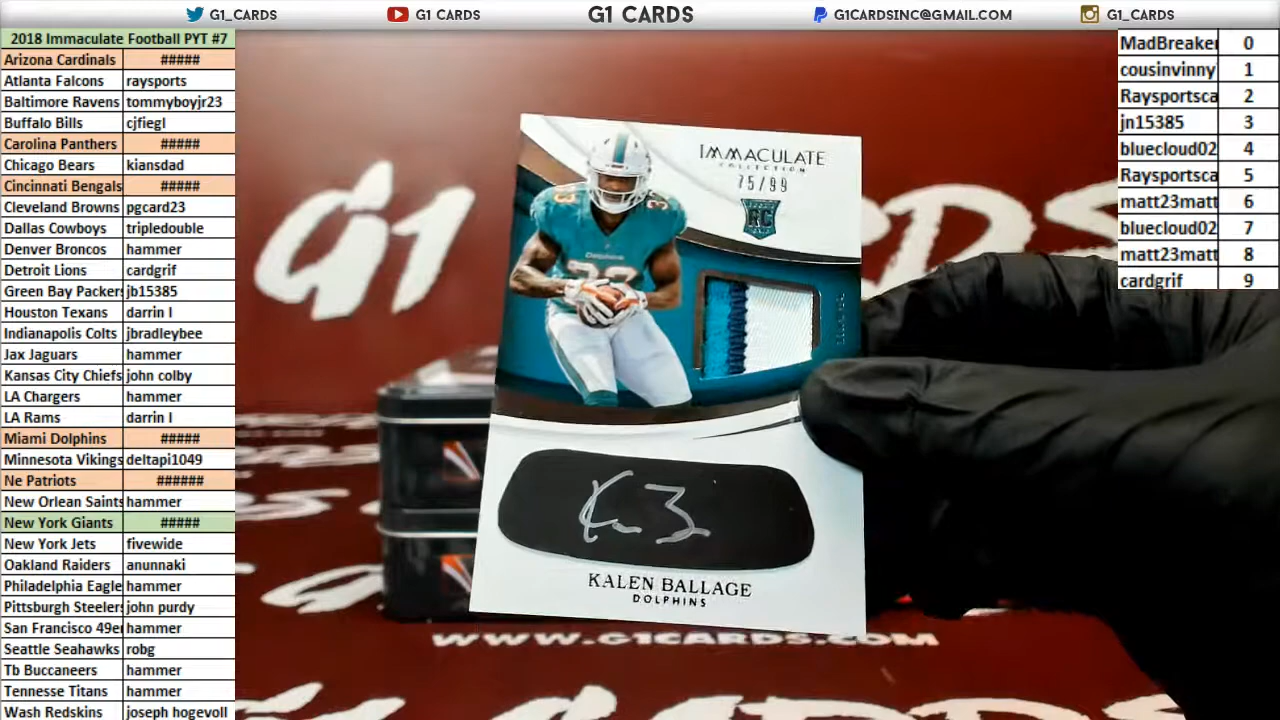 G1_CARDS
G1 CARDS
G1 CARDS
G1CARDSINC@GMAIL.COM
G1_CARDS
2018 Immaculate Football PYT #7
Arizona Cardinals #####
Atlanta Falcons raysports
Baltimore Ravens tommyboyjr23
Buffalo Bills cjfiegl
Carolina Panthers #####
Chicago Bears kiansdad
Cincinnati Bengals #####
Cleveland Browns pgcard23
Dallas Cowboys tripledouble
Denver Broncos hammer
Detroit Lions cardgrif
Green Bay Packers jb15385
Houston Texans darrin l
Indianapolis Colts jbradleybee
Jax Jaguars hammer
Kansas City Chiefs john colby
LA Chargers hammer
LA Rams darrin l
Miami Dolphins #####
Minnesota Vikings deltapi1049
Ne Patriots ######
New Orlean Saints hammer
New York Giants #####
New York Jets fivewide
Oakland Raiders anunnaki
Philadelphia Eagle hammer
Pittsburgh Steelers john purdy
San Francisco 49er hammer
Seattle Seahawks robg
Tb Buccaneers hammer
Tennesse Titans hammer
Wash Redskins joseph hogevoll
MadBreaker 0
cousinvinny 1
Raysportsca 2
jn15385 3
bluecloud02 4
Raysportsca 5
matt23matt 6
bluecloud02 7
matt23matt 8
cardgrif 9
IMMACULATE
COLLECTION
75/99
RC
33
Dolphins
33
KALEN BALLAGE
DOLPHINS
G1 CARDS
WWW.G1CARDS.COM